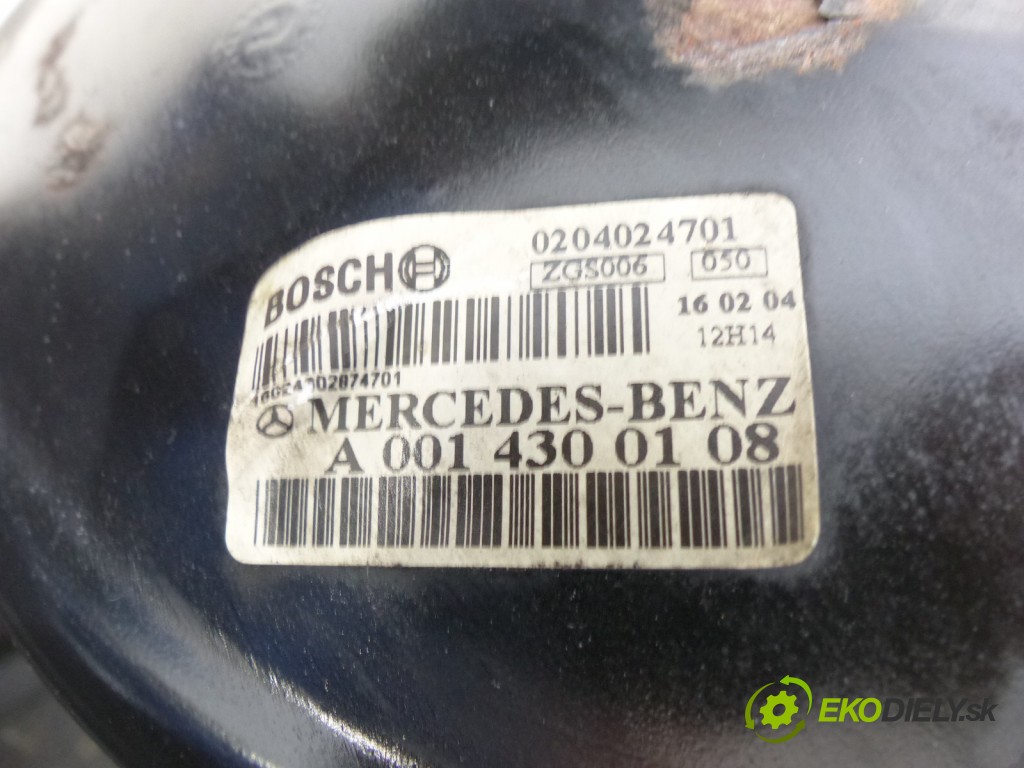 BOSCH 0204024701
ZGS006 050
16 02 04
12H14
MERCEDES-BENZ
A 001 430 01 08
EKODIELY.sk